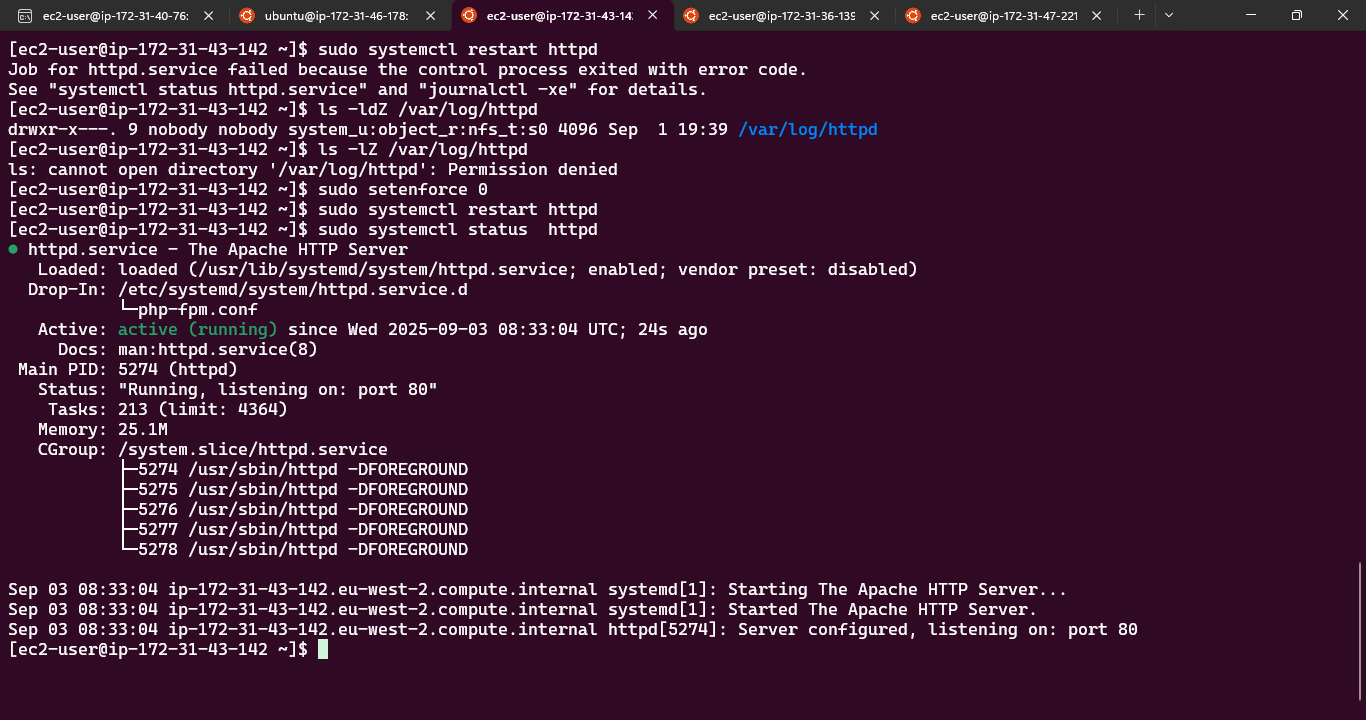 ec2-user@ip-172-31-40-76:
ubuntu@ip-172-31-46-178:
ec2-user@ip-172-31-43-142
ec2-user@ip-172-31-36-139
ec2-user@ip-172-31-47-221
[ec2-user@ip-172-31-43-142 ~]$ sudo systemctl restart httpd
Job for httpd.service failed because the control process exited with error code.
See "systemctl status httpd.service" and "journalctl -xe" for details.
[ec2-user@ip-172-31-43-142 ~]$ ls -ldZ /var/log/httpd
drwxr-x---. 9 nobody nobody system_u:object_r:nfs_t:s0 4096 Sep  1 19:39 /var/log/httpd
[ec2-user@ip-172-31-43-142 ~]$ ls -lZ /var/log/httpd
ls: cannot open directory '/var/log/httpd': Permission denied
[ec2-user@ip-172-31-43-142 ~]$ sudo setenforce 0
[ec2-user@ip-172-31-43-142 ~]$ sudo systemctl restart httpd
[ec2-user@ip-172-31-43-142 ~]$ sudo systemctl status  httpd
● httpd.service - The Apache HTTP Server
   Loaded: loaded (/usr/lib/systemd/system/httpd.service; enabled; vendor preset: disabled)
  Drop-In: /etc/systemd/system/httpd.service.d
           └─php-fpm.conf
   Active: active (running) since Wed 2025-09-03 08:33:04 UTC; 24s ago
     Docs: man:httpd.service(8)
 Main PID: 5274 (httpd)
   Status: "Running, listening on: port 80"
    Tasks: 213 (limit: 4364)
   Memory: 25.1M
   CGroup: /system.slice/httpd.service
           ├─5274 /usr/sbin/httpd -DFOREGROUND
           ├─5275 /usr/sbin/httpd -DFOREGROUND
           ├─5276 /usr/sbin/httpd -DFOREGROUND
           ├─5277 /usr/sbin/httpd -DFOREGROUND
           └─5278 /usr/sbin/httpd -DFOREGROUND
Sep 03 08:33:04 ip-172-31-43-142.eu-west-2.compute.internal systemd[1]: Starting The Apache HTTP Server...
Sep 03 08:33:04 ip-172-31-43-142.eu-west-2.compute.internal systemd[1]: Started The Apache HTTP Server.
Sep 03 08:33:04 ip-172-31-43-142.eu-west-2.compute.internal httpd[5274]: Server configured, listening on: port 80
[ec2-user@ip-172-31-43-142 ~]$